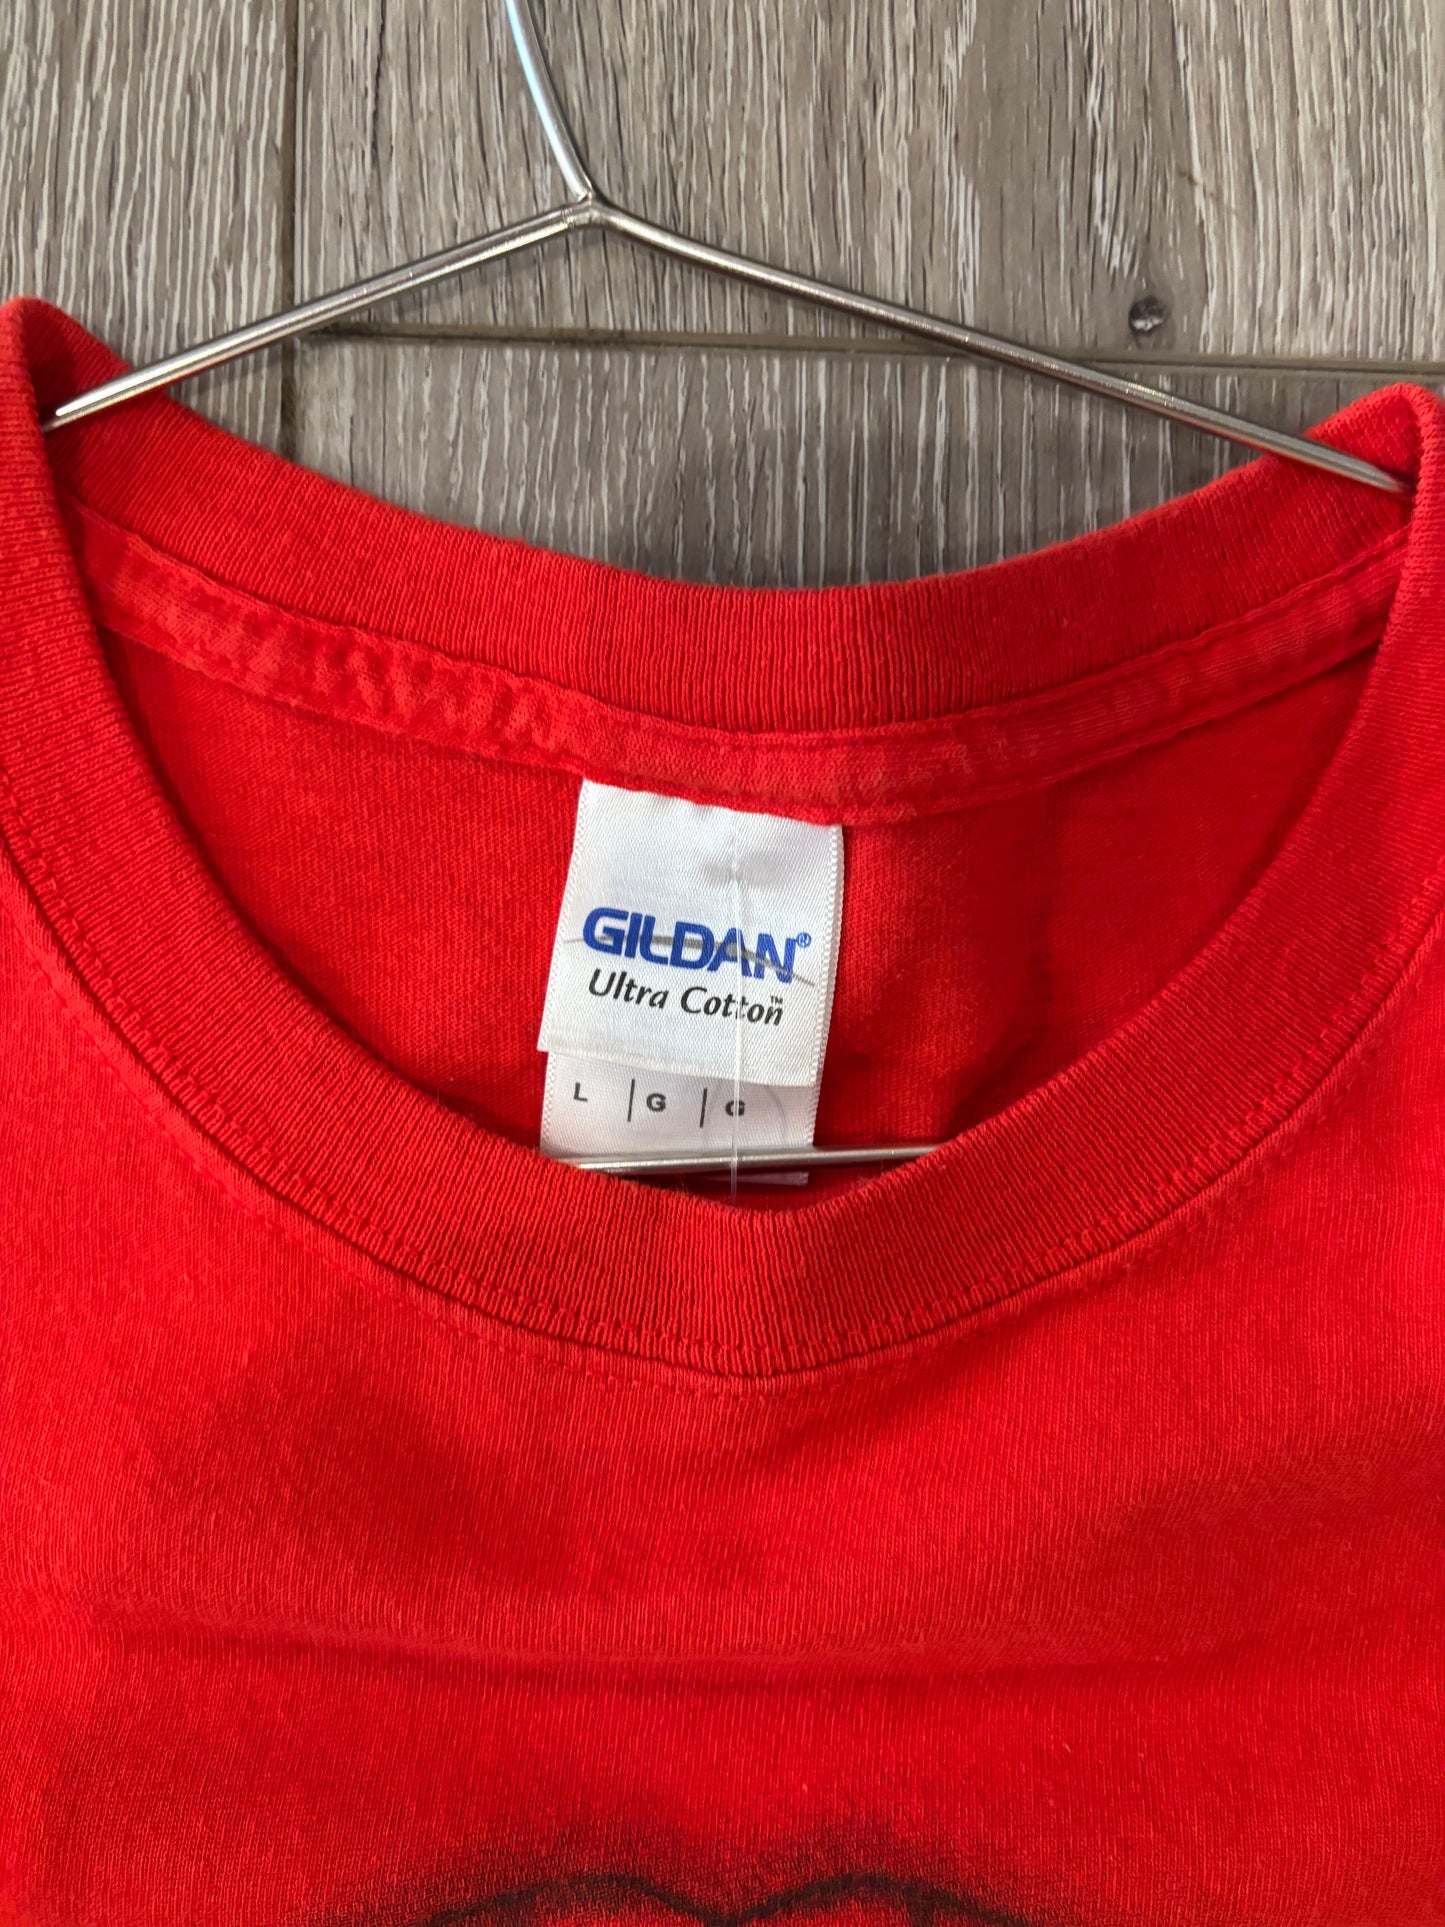 GILDAN®
Ultra Cotton™
L | G | G